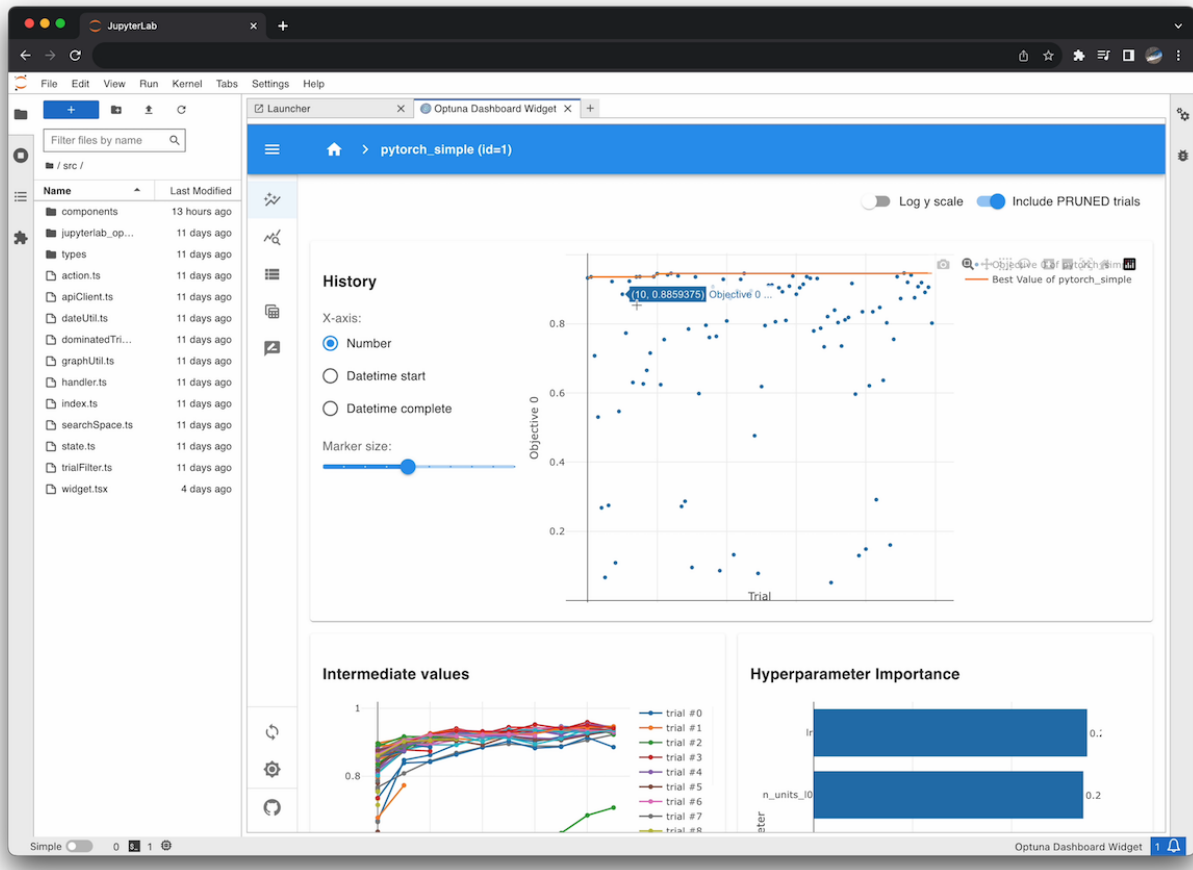 JupyterLab
File Edit View Run Kernel Tabs Settings Help
Launcher
Optuna Dashboard Widget
Filter files by name
/ src /
Name Last Modified
components 13 hours ago
jupyterlab_op... 11 days ago
types 11 days ago
action.ts 11 days ago
apiClient.ts 11 days ago
dateUtil.ts 11 days ago
dominatedTri... 11 days ago
graphUtil.ts 11 days ago
handler.ts 11 days ago
index.ts 11 days ago
searchSpace.ts 11 days ago
state.ts 11 days ago
trialFilter.ts 11 days ago
widget.tsx 4 days ago
pytorch_simple (id=1)
Log y scale Include PRUNED trials
History
X-axis:
Number
Datetime start
Datetime complete
Marker size:
Objective 0
0.8
0.6
0.4
0.2
Trial
(10, 0.8859375) Objective 0 ...
Best Value of pytorch_simple
Intermediate values
1
0.8
trial #0
trial #1
trial #2
trial #3
trial #4
trial #5
trial #6
trial #7
trial #8
Hyperparameter Importance
lr
n_units_l0
0.2
Simple 0 1
Optuna Dashboard Widget 1